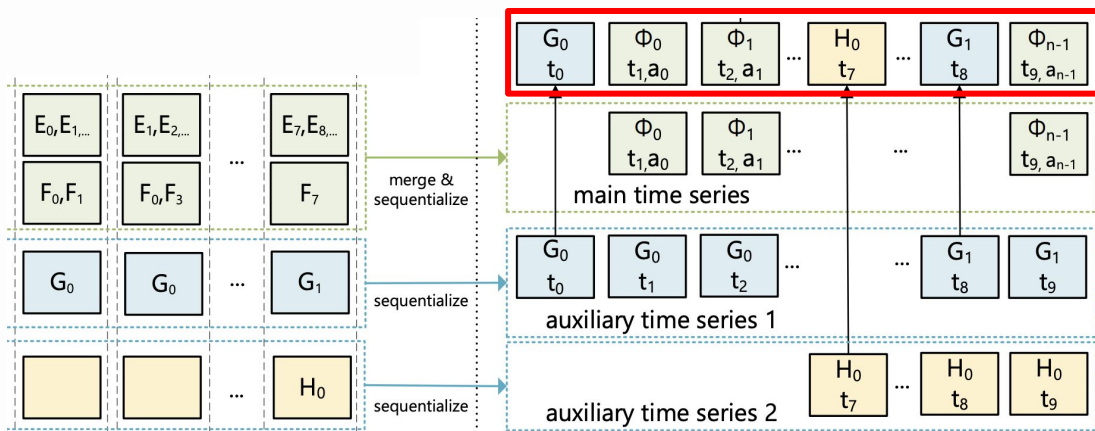 G₀ Φ₀ Φ₁ H₀ G₁ Φₙ₋₁
t₀ t₁,a₀ t₂, a₁ ... t₇ ... t₈ t₉, aₙ₋₁
E₀,E₁,... E₁,E₂,... E₇,E₈,...
...
F₀,F₁ F₀,F₃ F₇
merge &
sequentialize
Φ₀ Φ₁ Φₙ₋₁
t₁,a₀ t₂, a₁ ... ... t₉, aₙ₋₁
main time series
G₀ G₀ ... G₁
sequentialize
G₀ G₀ G₀ G₁ G₁
t₀ t₁ t₂ ... ... t₈ t₉
auxiliary time series 1
... H₀
sequentialize
H₀ H₀ H₀
t₇ ... t₈ t₉
auxiliary time series 2